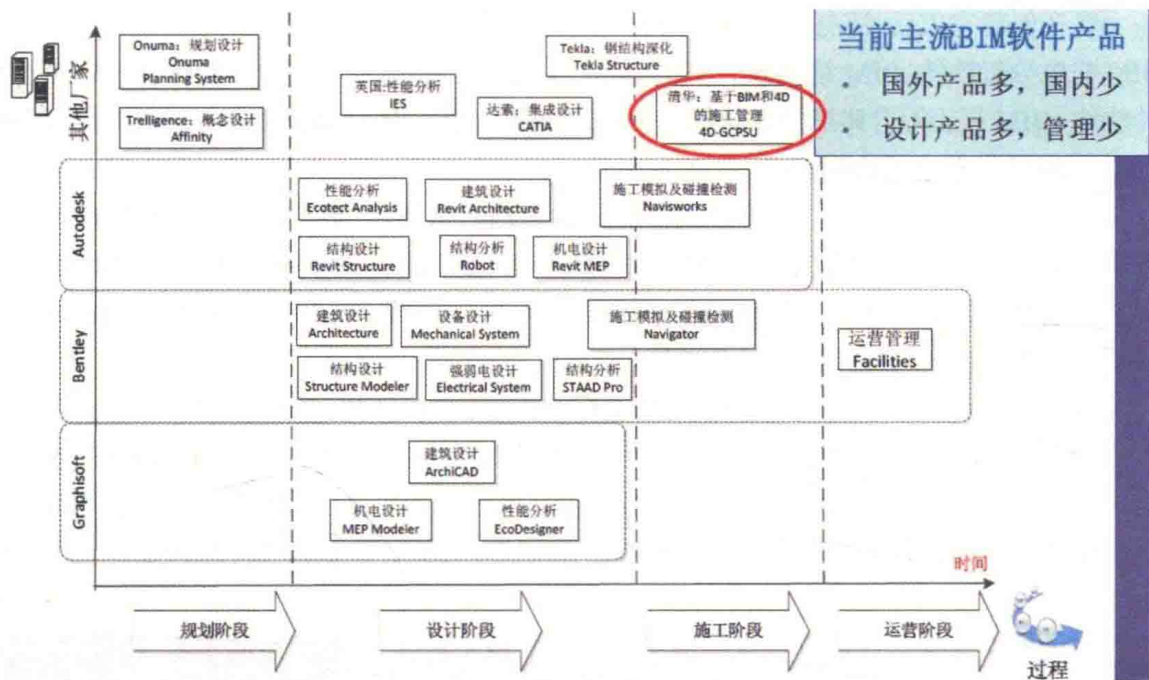 当前主流BIM软件产品
· 国外产品多，国内少
· 设计产品多，管理少
其他厂家
Onuma：规划设计
Onuma
Planning System
Trelligence：概念设计
Affinity
英国:性能分析
IES
达索：集成设计
CATIA
Tekla：钢结构深化
Tekla Structure
清华：基于BIM和4D
的施工管理
4D-GCPSU
Autodesk
性能分析
Ecotect Analysis
建筑设计
Revit Architecture
施工模拟及碰撞检测
Navisworks
结构设计
Revit Structure
结构分析
Robot
机电设计
Revit MEP
Bentley
建筑设计
Architecture
设备设计
Mechanical System
施工模拟及碰撞检测
Navigator
运营管理
Facilities
结构设计
Structure Modeler
强弱电设计
Electrical System
结构分析
STAAD Pro
Graphisoft
建筑设计
ArchiCAD
机电设计
MEP Modeler
性能分析
EcoDesigner
时间
规划阶段
设计阶段
施工阶段
运营阶段
过程